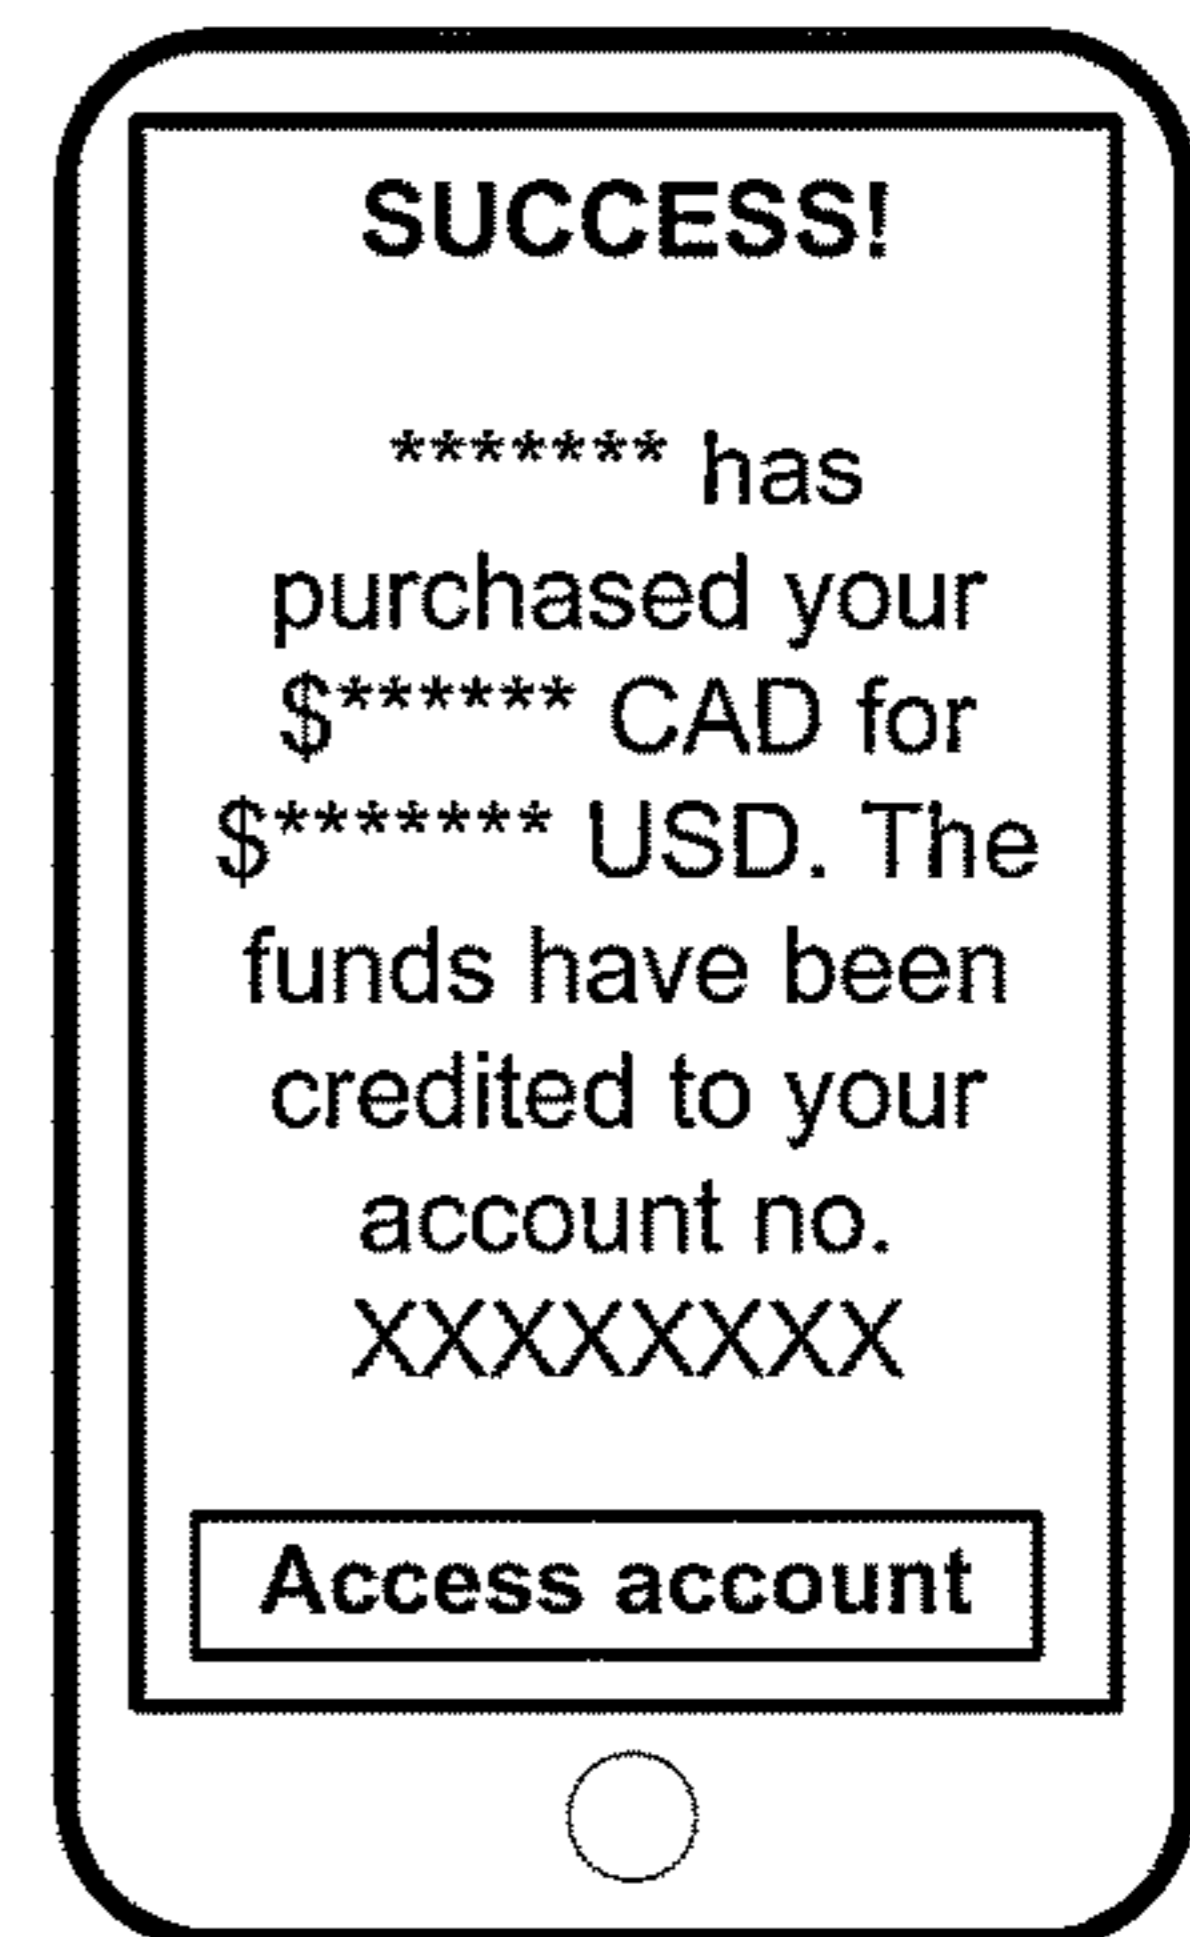 SUCCESS!
******* has
purchased your
$****** CAD for
$******* USD. The
funds have been
credited to your
account no.
XXXXXXXX
Access account